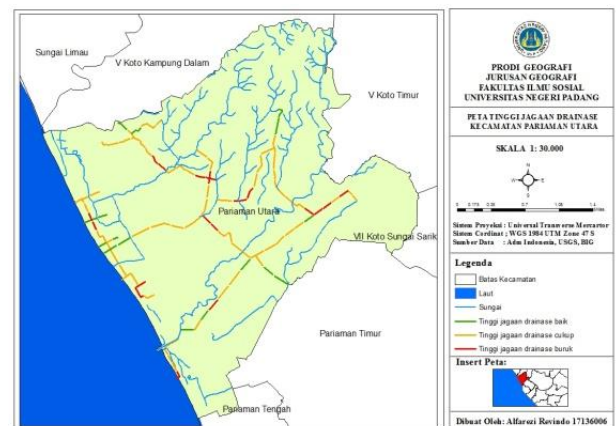 Sungai Limau
V Koto Kampung Dalam
V Koto Timur
Pariaman Utara
VII Koto Sungai Sarik
Pariaman Timur
Pariaman Tengah
PRODI GEOGRAFI
JURUSAN GEOGRAFI
FAKULTAS ILMU SOSIAL
UNIVERSITAS NEGERI PADANG
PETA TINGGI JAGAAN DRAINASE
KECAMATAN PARIAMAN UTARA
SKALA 1: 30.000
N
W E
S
Sistem Proyeksi : Universal Tranverse Mercartor
Sistem Cordinat ; WGS 1984 UTM Zone 47 S
Sumber Data : Adm Indonesia, USGS, BIG
Legenda
Batas Kecamatan
Laut
Sungai
Tinggi jagaan drainase baik
Tinggi jagaan drainase cukup
Tinggi jagaan drainase buruk
Insert Peta:
Dibuat Oleh: Alfarezi Revindo 17136006